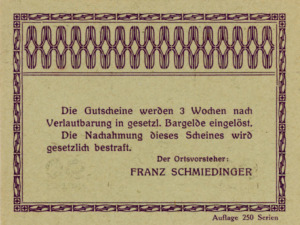 Die Gutscheine werden 3 Wochen nach
Verlautbarung in gesetzl. Bargelde eingelöst.
Die Nachahmung dieses Scheines wird
gesetzlich bestraft.
Der Ortsvorsteher:
FRANZ SCHMIEDINGER
Auflage 250 Serien